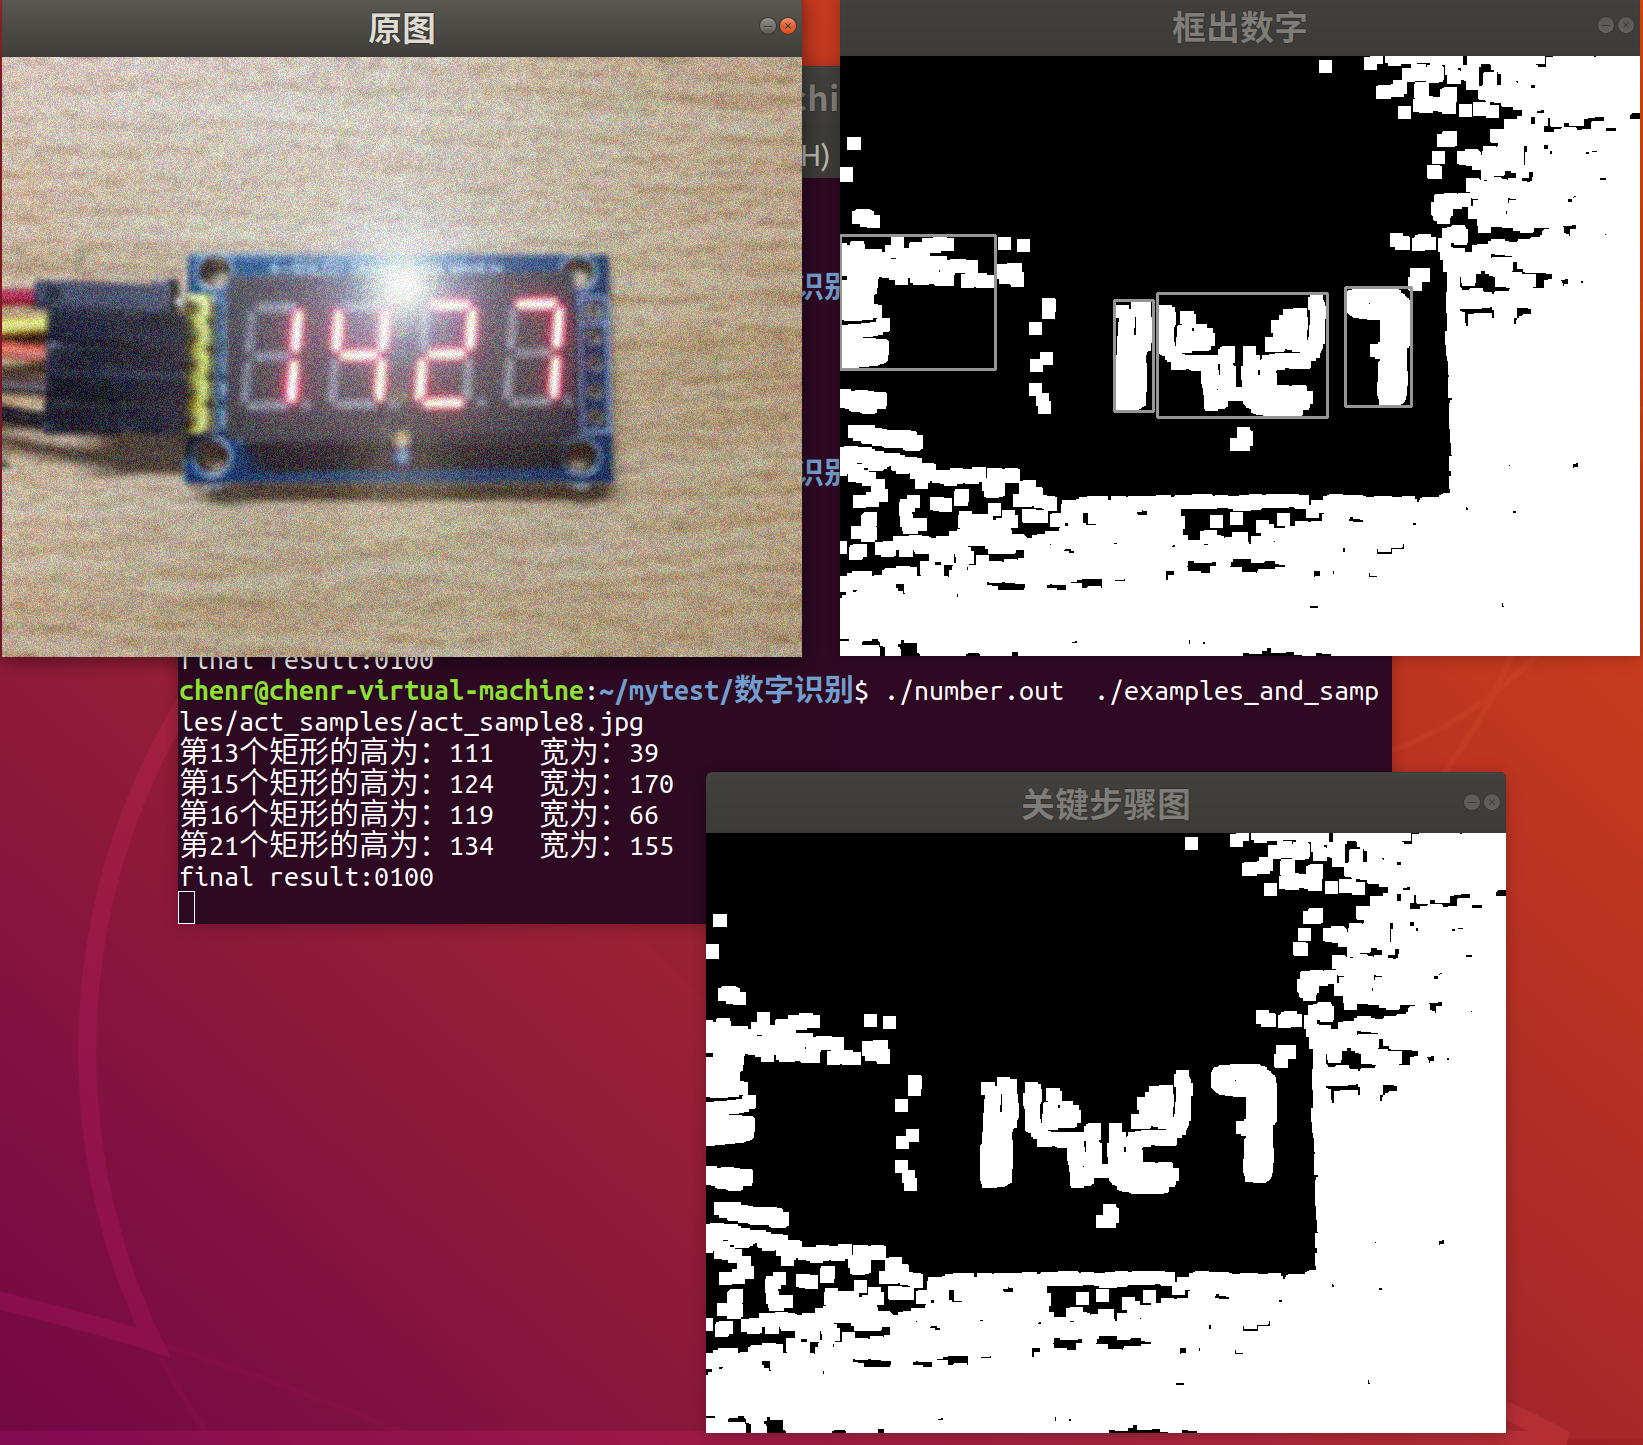 原图
框出数字
chi
H)
识别
识别
1427
final result:0100
chenr@chenr-virtual-machine:~/mytest/数字识别$ ./number.out  ./examples_and_samp
les/act_samples/act_sample8.jpg
第13个矩形的高为：111   宽为：39
第15个矩形的高为：124   宽为：170
第16个矩形的高为：119   宽为：66
第21个矩形的高为：134   宽为：155
final result:0100
关键步骤图